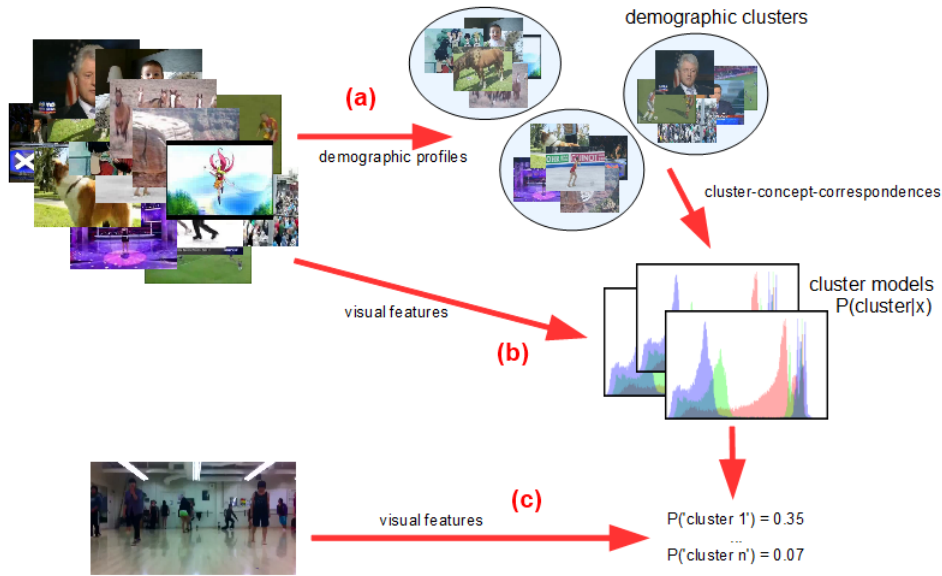 demographic clusters
(a)
demographic profiles
cluster-concept-correspondences
cluster models
P(cluster|x)
visual features
(b)
(c)
visual features
P('cluster 1') = 0.35
...
P('cluster n') = 0.07